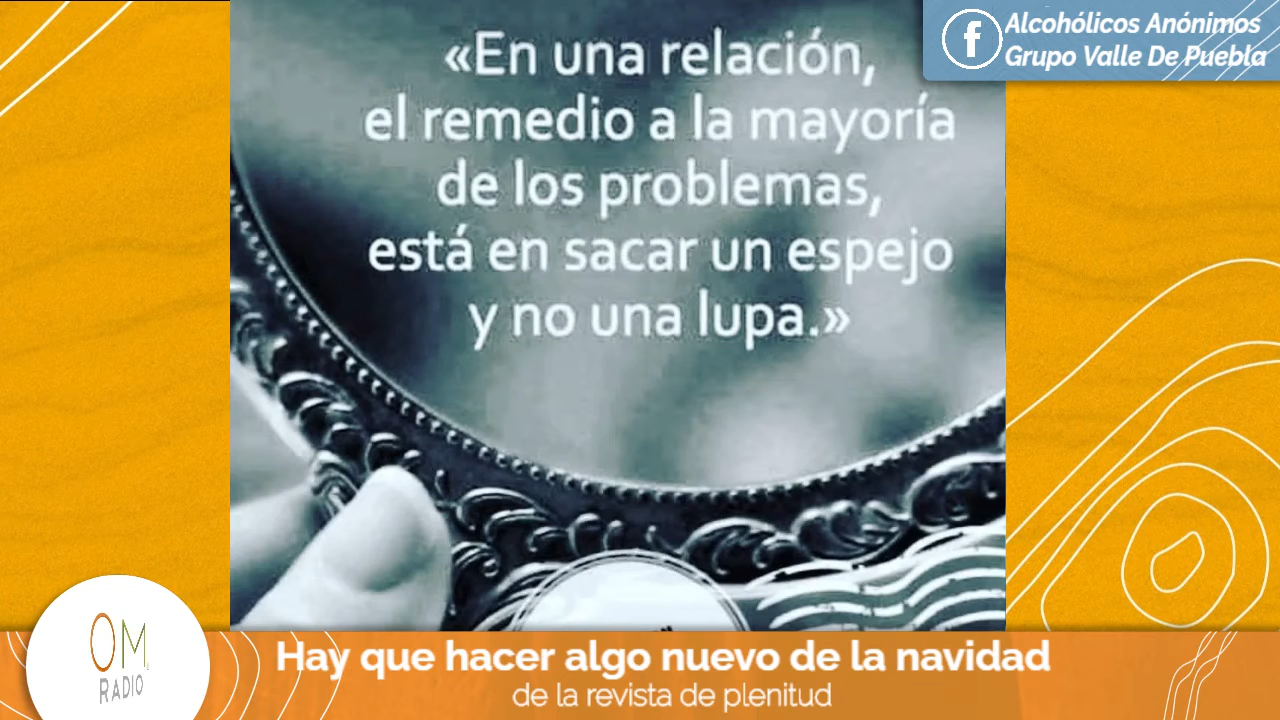 Alcohólicos Anónimos
Grupo Valle De Puebla
«En una relación,
el remedio a la mayoría
de los problemas,
está en sacar un espejo
y no una lupa.»
OM
RADIO
Hay que hacer algo nuevo de la navidad
de la revista de plenitud